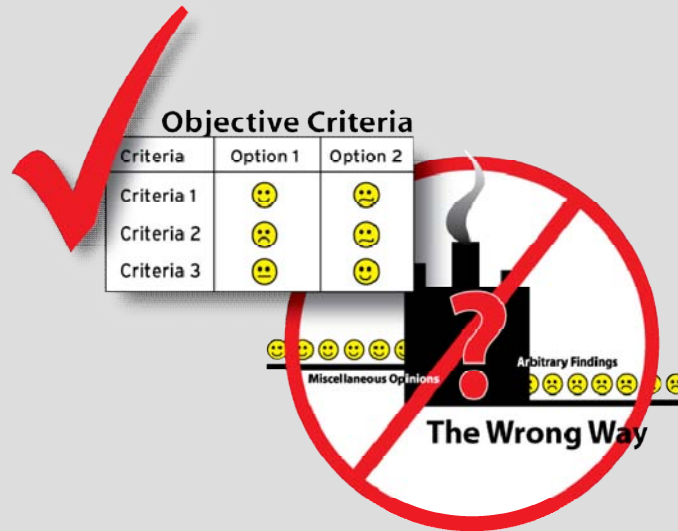 Objective Criteria
Criteria Option 1 Option 2
Criteria 1
Criteria 2
Criteria 3
?
Arbitrary Findings
Miscellaneous Opinions
The Wrong Way